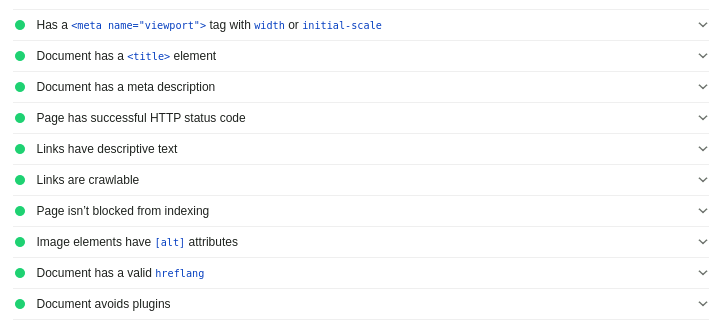 Has a <meta name="viewport"> tag with width or initial-scale
Document has a <title> element
Document has a meta description
Page has successful HTTP status code
Links have descriptive text
Links are crawlable
Page isn’t blocked from indexing
Image elements have [alt] attributes
Document has a valid hreflang
Document avoids plugins